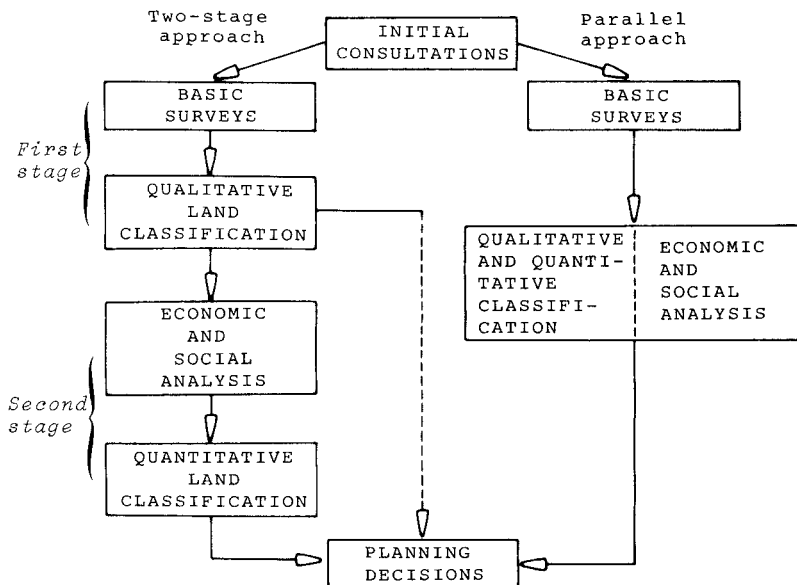 Two-stage
approach
INITIAL
CONSULTATIONS
Parallel
approach
BASIC
SURVEYS
BASIC
SURVEYS
First
stage
QUALITATIVE
LAND
CLASSIFICATION
QUALITATIVE
AND QUANTI-
TATIVE
CLASSIFI-
CATION
ECONOMIC
AND
SOCIAL
ANALYSIS
ECONOMIC
AND
SOCIAL
ANALYSIS
Second
stage
QUANTITATIVE
LAND
CLASSIFICATION
PLANNING
DECISIONS